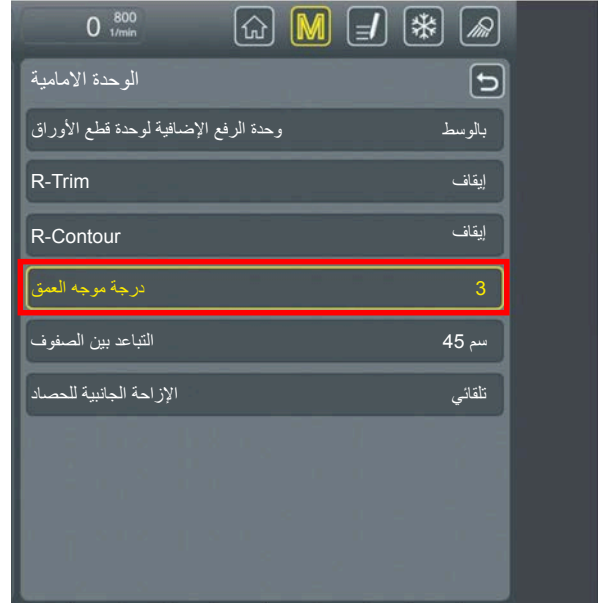 0 800 1/min
M
الوحدة الامامية
وحدة الرفع الإضافية لوحدة قطع الأوراق بالوسط
R-Trim إيقاف
R-Contour إيقاف
درجة موجه العمق 3
التباعد بين الصفوف 45 سم
الإزاحة الجانبية للحصاد تلقائي